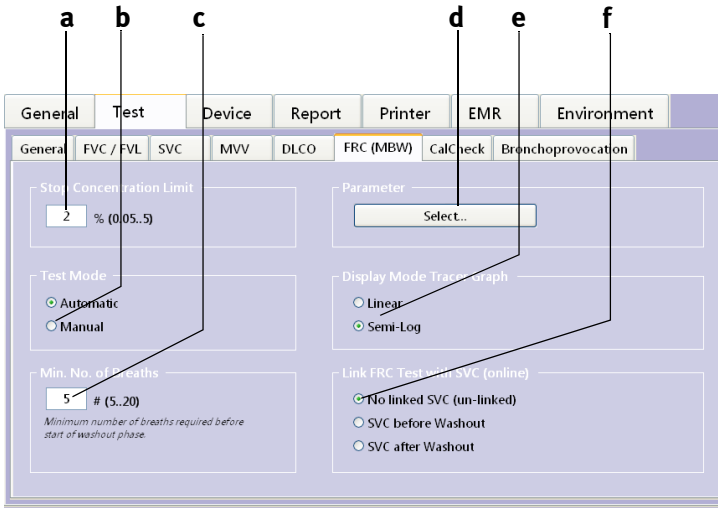 a b c d e f
General Test Device Report Printer EMR Environment
General FVC / FVL SVC MVV DLCO FRC (MBW) CalCheck Bronchoprovocation
Stop Concentration Limit
2 % (0.05..5)
Parameter
Select...
Test Mode
Automatic
Manual
Display Mode Tracer Graph
Linear
Semi-Log
Min. No. of Breaths
5 # (5..20)
Minimum number of breaths required before
start of washout phase.
Link FRC Test with SVC (online)
No linked SVC (un-linked)
SVC before Washout
SVC after Washout